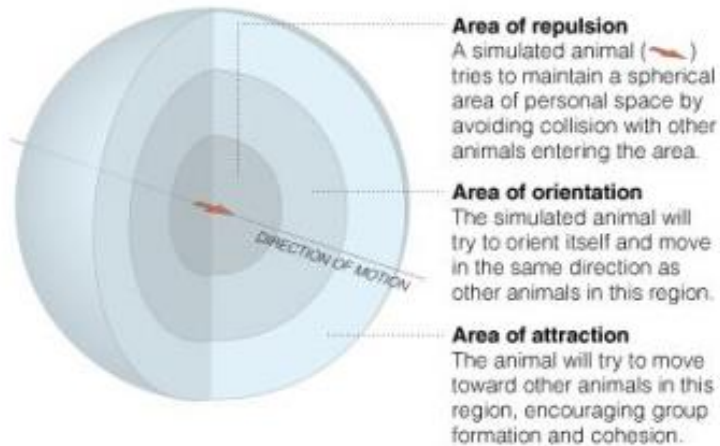 Area of repulsion
A simulated animal ( )
tries to maintain a spherical
area of personal space by
avoiding collision with other
animals entering the area.
Area of orientation
The simulated animal will
try to orient itself and move
in the same direction as
other animals in this region.
DIRECTION OF MOTION
Area of attraction
The animal will try to move
toward other animals in this
region, encouraging group
formation and cohesion.